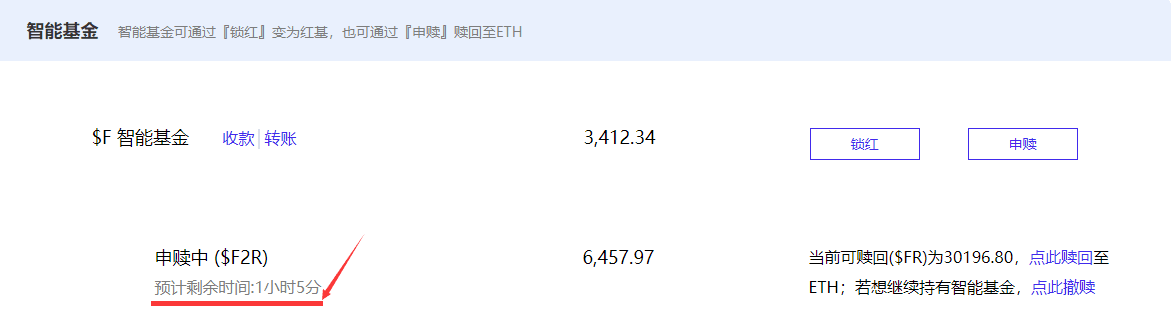 智能基金 智能基金可通过『锁红』变为红基，也可通过『申赎』赎回至ETH
$F 智能基金 收款 转账 3,412.34 锁红 申赎
申赎中 ($F2R) 6,457.97 当前可赎回($FR)为30196.80，点此赎回至
预计剩余时间:1小时5分 ETH；若想继续持有智能基金，点此撤赎